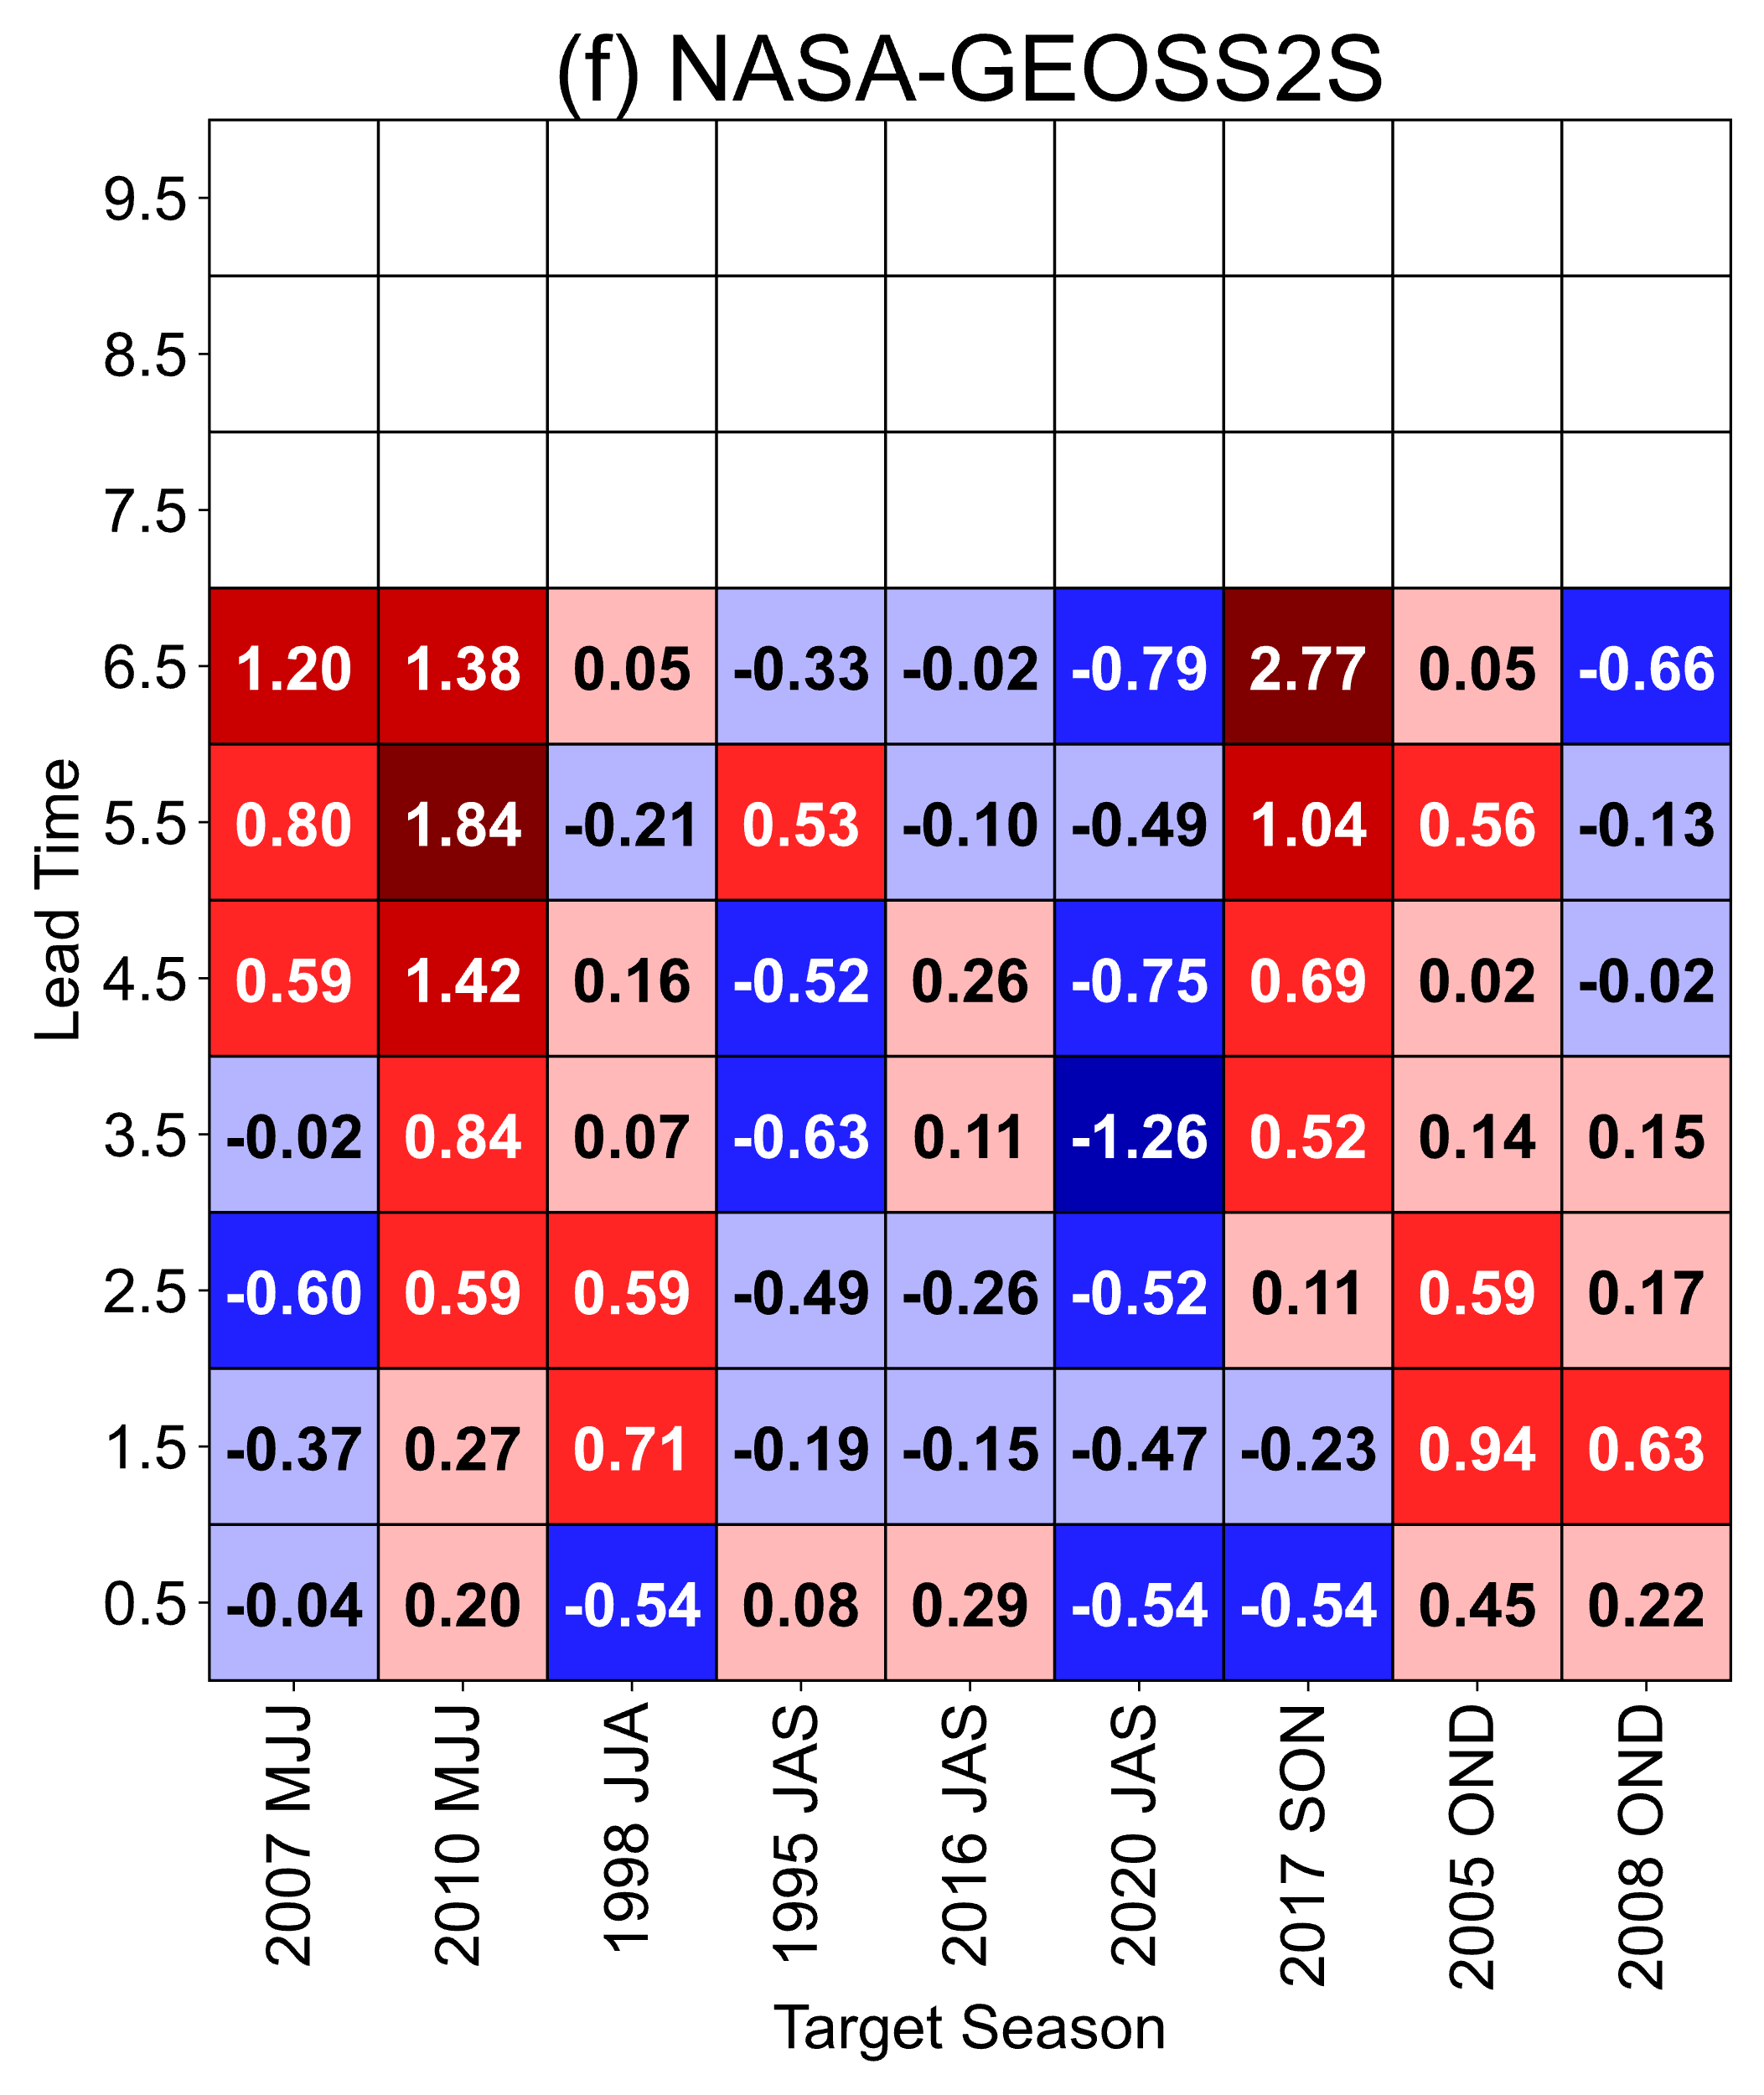 (f) NASA-GEOSS2S
9.5
8.5
7.5
6.5 1.20 1.38 0.05 -0.33 -0.02 -0.79 2.77 0.05 -0.66
5.5 0.80 1.84 -0.21 0.53 -0.10 -0.49 1.04 0.56 -0.13
4.5 0.59 1.42 0.16 -0.52 0.26 -0.75 0.69 0.02 -0.02
3.5 -0.02 0.84 0.07 -0.63 0.11 -1.26 0.52 0.14 0.15
2.5 -0.60 0.59 0.59 -0.49 -0.26 -0.52 0.11 0.59 0.17
1.5 -0.37 0.27 0.71 -0.19 -0.15 -0.47 -0.23 0.94 0.63
0.5 -0.04 0.20 -0.54 0.08 0.29 -0.54 -0.54 0.45 0.22
Lead Time
2007 MJJ
2010 MJJ
1998 JJA
1995 JAS
2016 JAS
2020 JAS
2017 SON
2005 OND
2008 OND
Target Season